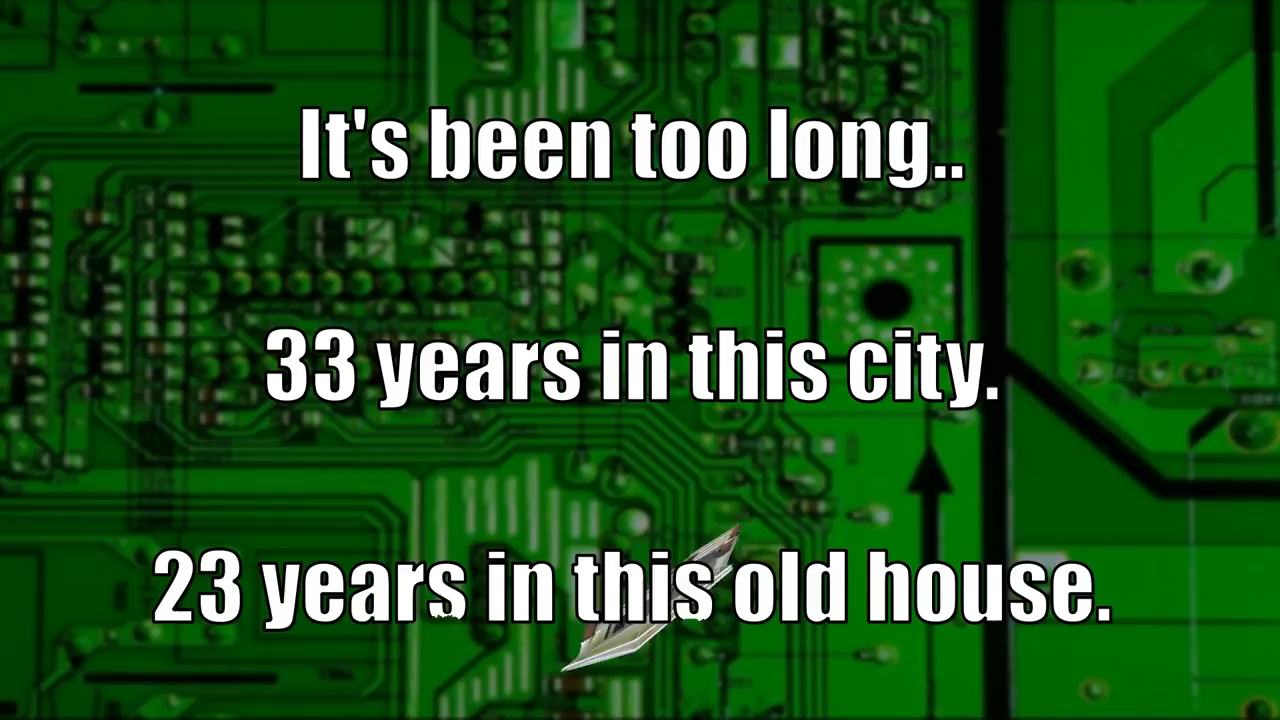 It's been too long..
33 years in this city.
23 years in this old house.